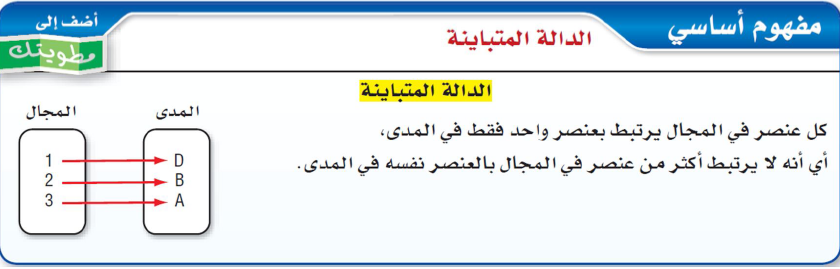 مفهوم أساسي
الدالة المتباينة
أضف إلى
مطويتك
الدالة المتباينة
كل عنصر في المجال يرتبط بعنصر واحد فقط في المدى،
أي أنه لا يرتبط أكثر من عنصر في المجال بالعنصر نفسه في المدى.
المجال المدى
1 D
2 B
3 A